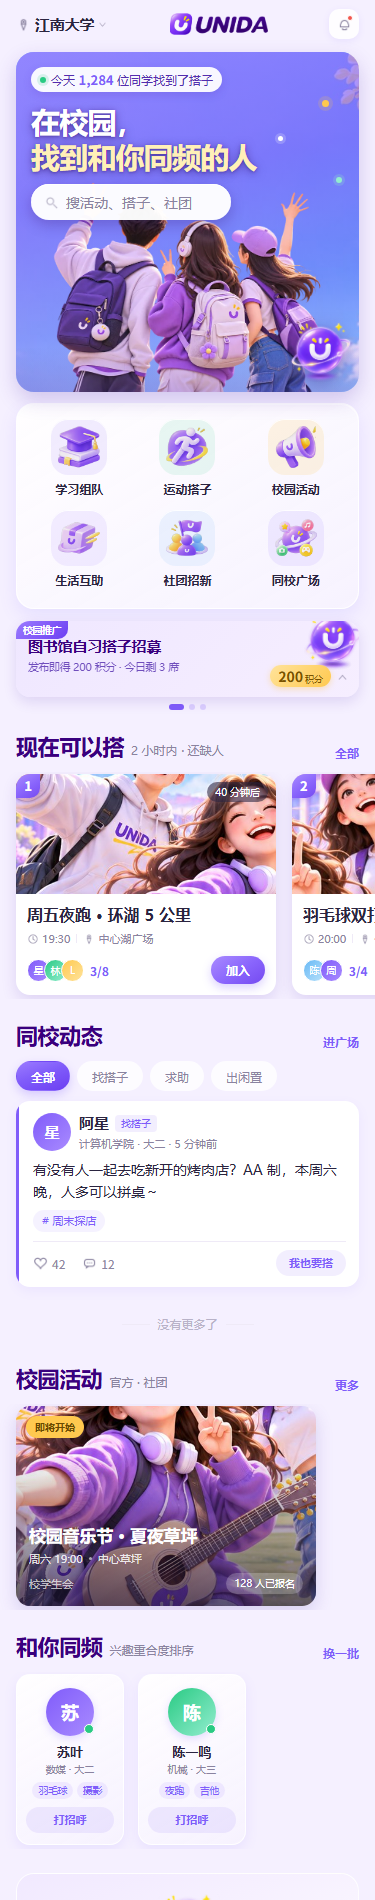 江南大学
UNIDA
今天 1,284 位同学找到了搭子
在校园，
找到和你同频的人
搜活动、搭子、社团
学习组队
运动搭子
校园活动
生活互助
社团招新
同校广场
校园推广
图书馆自习搭子招募
发布即得 200 积分 · 今日剩 3 席
200 积分
现在可以搭 2 小时内 · 还缺人
全部
1
40 分钟后
UNIDA
2
周五夜跑 • 环湖 5 公里
羽毛球双打
19:30 中心湖广场
20:00
星 林 L 3/8
加入
陈 周 3/4
同校动态
进广场
全部
找搭子
求助
出闲置
星
阿星 找搭子
计算机学院 · 大二 · 5 分钟前
有没有人一起去吃新开的烤肉店？AA 制，本周六
晚，人多可以拼桌～
# 周末探店
42
12
我也要搭
没有更多了
校园活动 官方 · 社团
更多
即将开始
校园音乐节 • 夏夜草坪
周六 19:00 • 中心草坪
校学生会
128 人已报名
和你同频 兴趣重合度排序
换一批
苏
苏叶
数媒 · 大二
羽毛球 摄影
打招呼
陈
陈一鸣
机械 · 大三
夜跑 吉他
打招呼